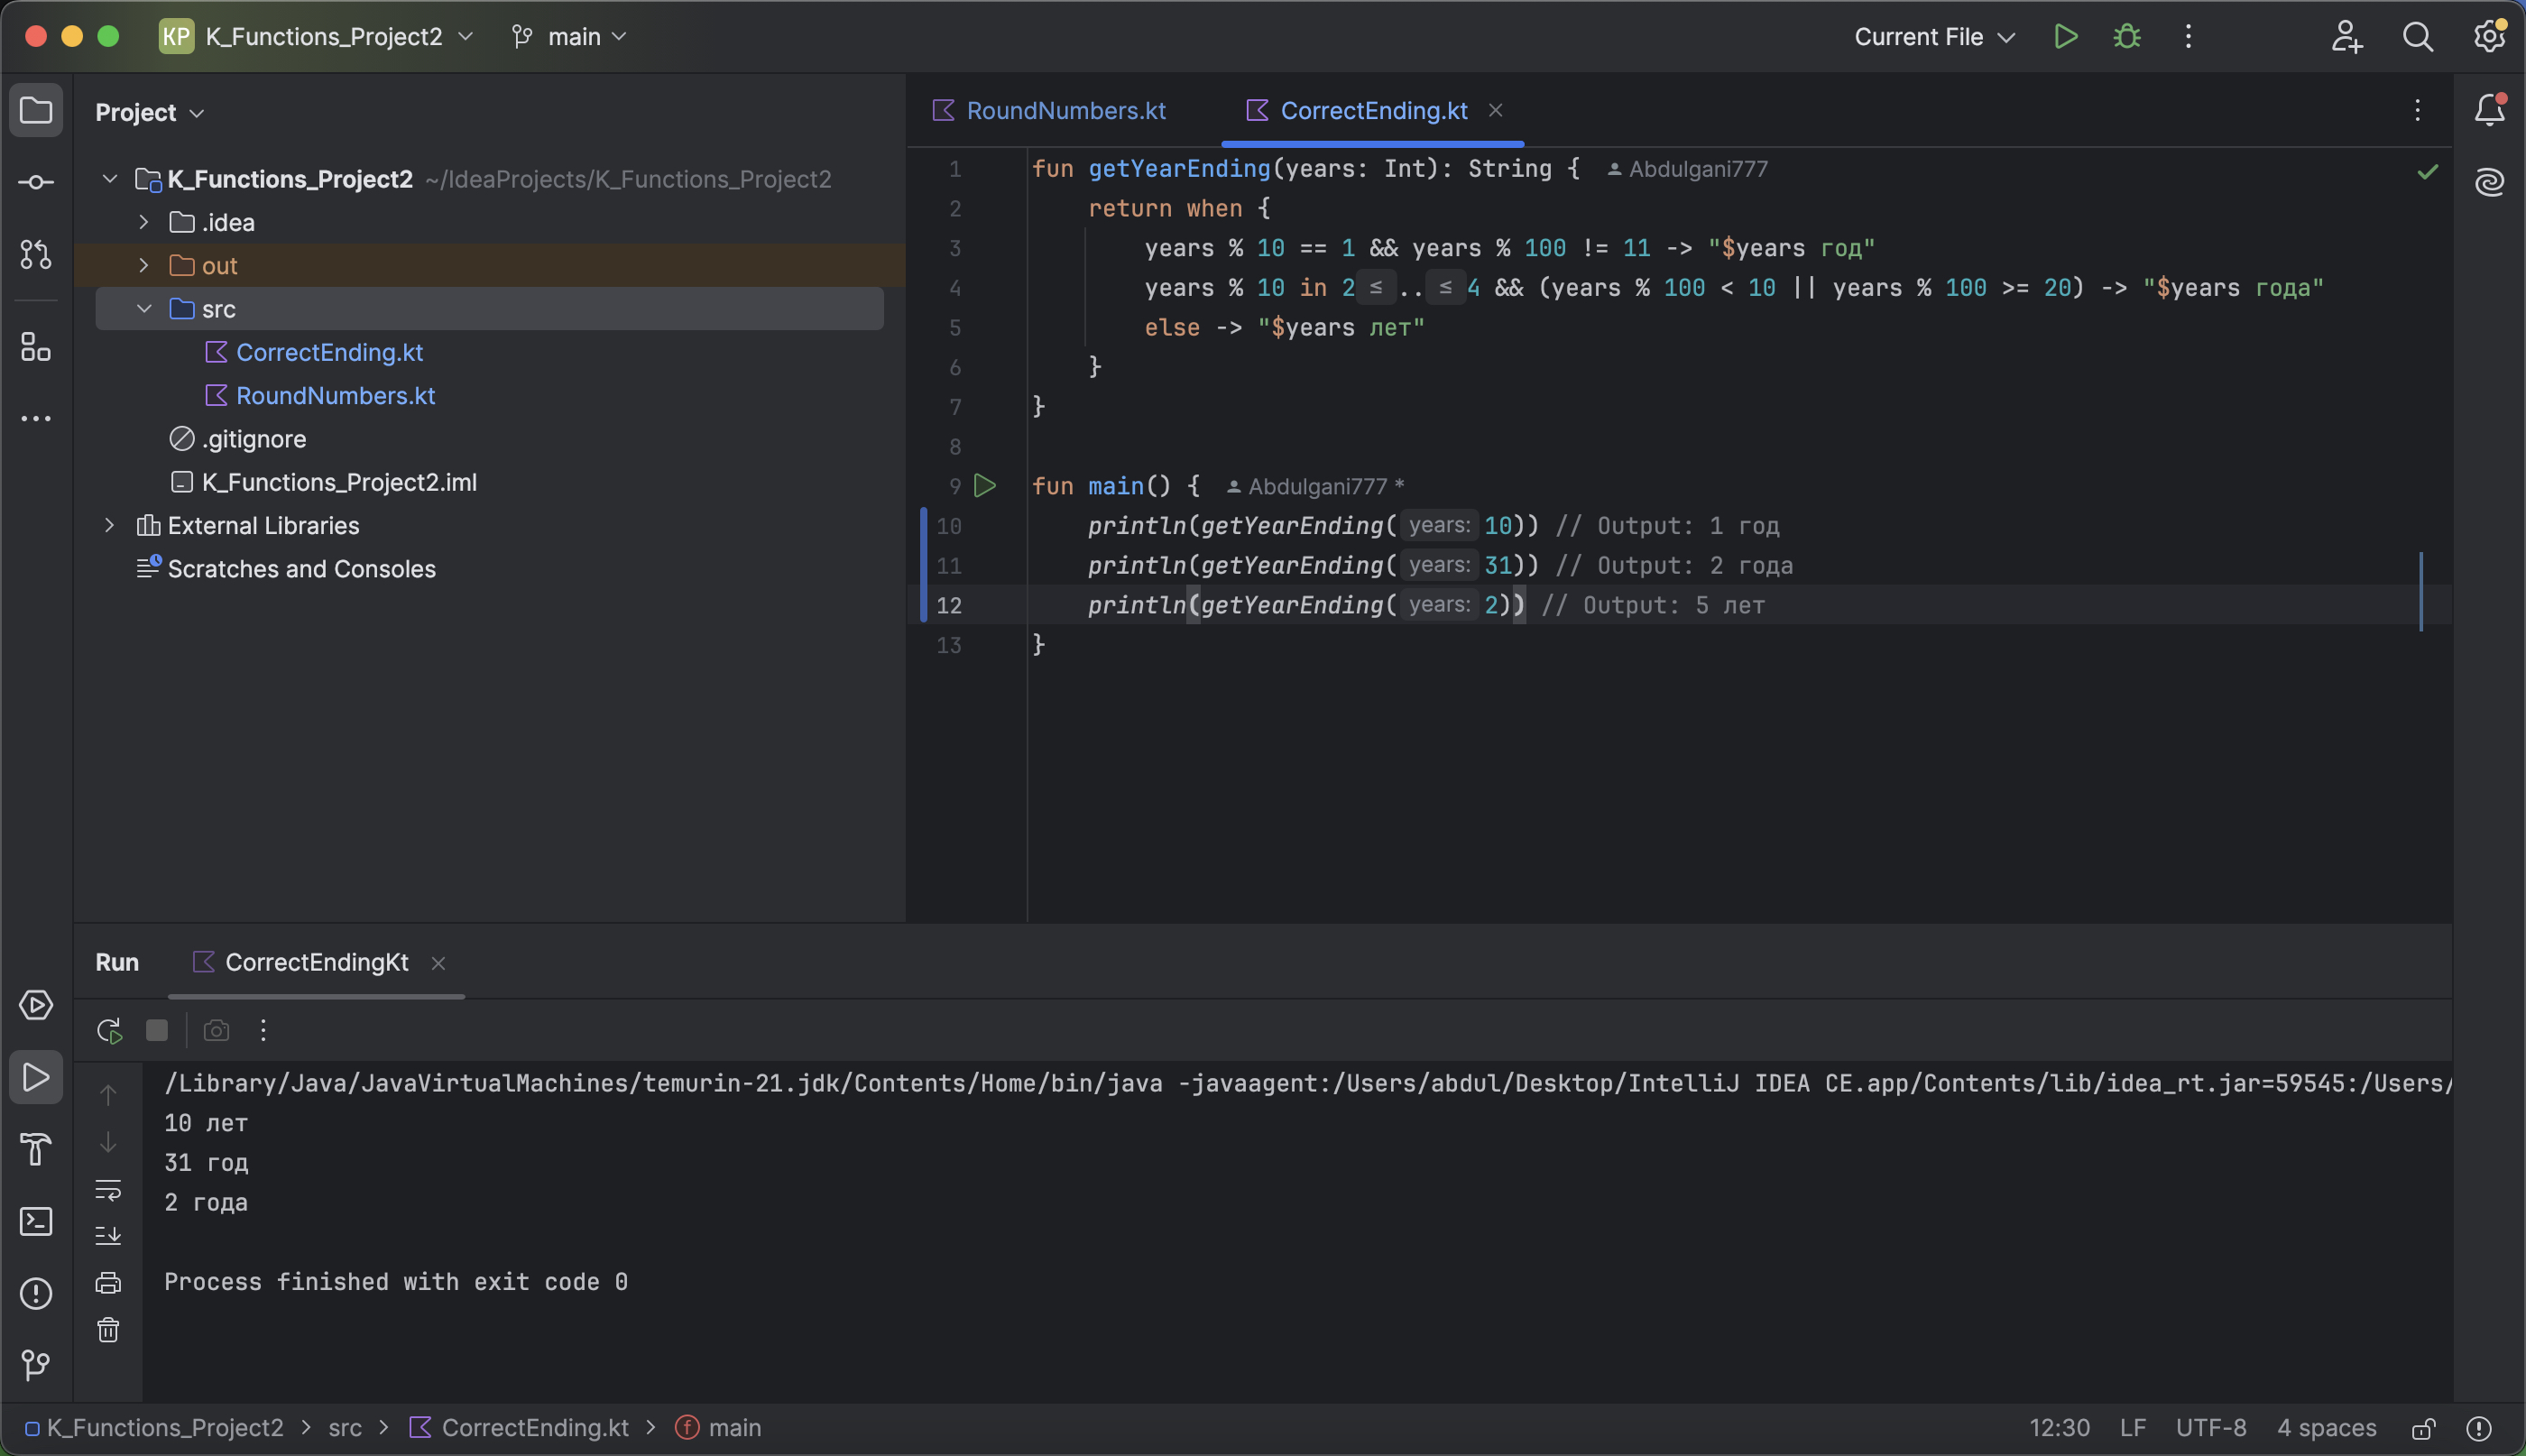 KP K_Functions_Project2 main Current File
Project
K_Functions_Project2 ~/IdeaProjects/K_Functions_Project2
.idea
out
src
CorrectEnding.kt
RoundNumbers.kt
.gitignore
K_Functions_Project2.iml
External Libraries
Scratches and Consoles
RoundNumbers.kt CorrectEnding.kt
1 fun getYearEnding(years: Int): String { Abdulgani777
2 return when {
3 years % 10 == 1 && years % 100 != 11 -> "$years год"
4 years % 10 in 2 ≤ .. ≤ 4 && (years % 100 < 10 || years % 100 >= 20) -> "$years года"
5 else -> "$years лет"
6 }
7 }
8
9 fun main() { Abdulgani777 *
10 println(getYearEnding( years: 10)) // Output: 1 год
11 println(getYearEnding( years: 31)) // Output: 2 года
12 println(getYearEnding( years: 2)) // Output: 5 лет
13 }
Run CorrectEndingKt
/Library/Java/JavaVirtualMachines/temurin-21.jdk/Contents/Home/bin/java -javaagent:/Users/abdul/Desktop/IntelliJ IDEA CE.app/Contents/lib/idea_rt.jar=59545:/Users/
10 лет
31 год
2 года
Process finished with exit code 0
K_Functions_Project2 > src > CorrectEnding.kt > f main 12:30 LF UTF-8 4 spaces